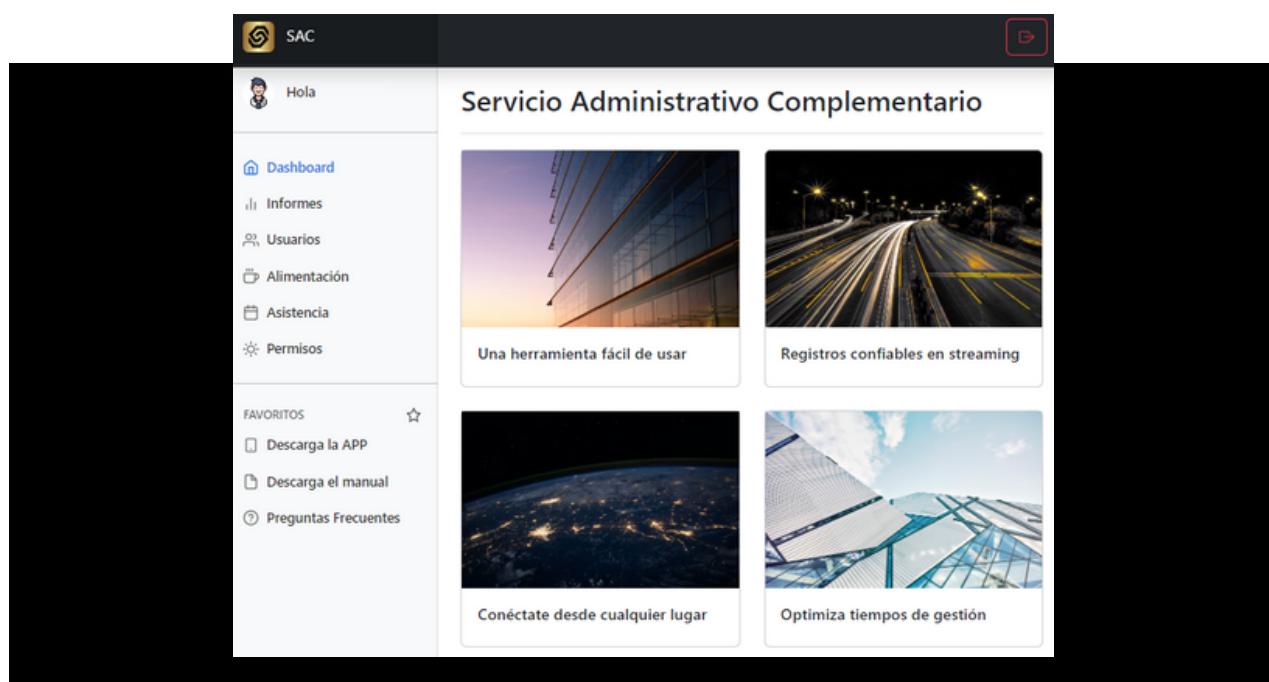 SAC
Hola
Dashboard
Informes
Usuarios
Alimentación
Asistencia
Permisos
FAVORITOS
Descarga la APP
Descarga el manual
Preguntas Frecuentes
Servicio Administrativo Complementario
Una herramienta fácil de usar
Registros confiables en streaming
Conéctate desde cualquier lugar
Optimiza tiempos de gestión